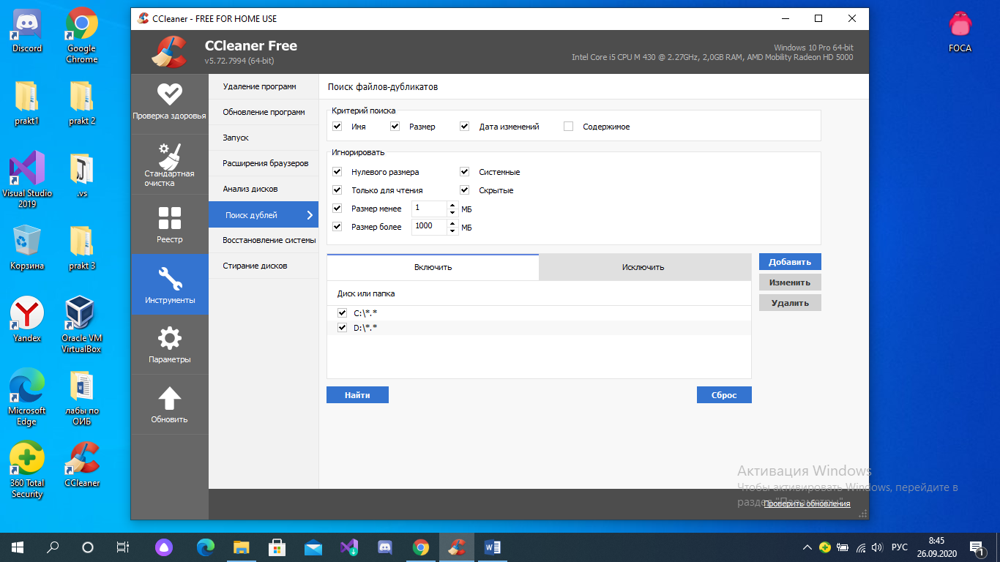 CCleaner - FREE FOR HOME USE
CCleaner Free
v5.72.7994 (64-bit)
Windows 10 Pro 64-bit
Intel Core i5 CPU M 430 @ 2.27GHz, 2,0GB RAM, AMD Mobility Radeon HD 5000
Discord
Google
Chrome
prakt1
prakt 2
Visual Studio
2019
.vs
Корзина
prakt 3
Yandex
Oracle VM
VirtualBox
Microsoft
Edge
лабы по
ОИБ
360 Total
Security
CCleaner
FOCA
Проверка здоровья
Стандартная
очистка
Реестр
Инструменты
Параметры
Обновить
Удаление программ
Обновление программ
Запуск
Расширения браузеров
Анализ дисков
Поиск дублей
Восстановление системы
Стирание дисков
Поиск файлов-дубликатов
Критерий поиска
Имя
Размер
Дата изменений
Содержимое
Игнорировать
Нулевого размера
Системные
Только для чтения
Скрытые
Размер менее 1 МБ
Размер более 1000 МБ
Включить
Исключить
Диск или папка
C:\*.*
D:\*.*
Добавить
Изменить
Удалить
Найти
Сброс
Активация Windows
Чтобы активировать Windows, перейдите в
раздел "Параметры".
Проверить обновления
РУС
8:45
26.09.2020
1